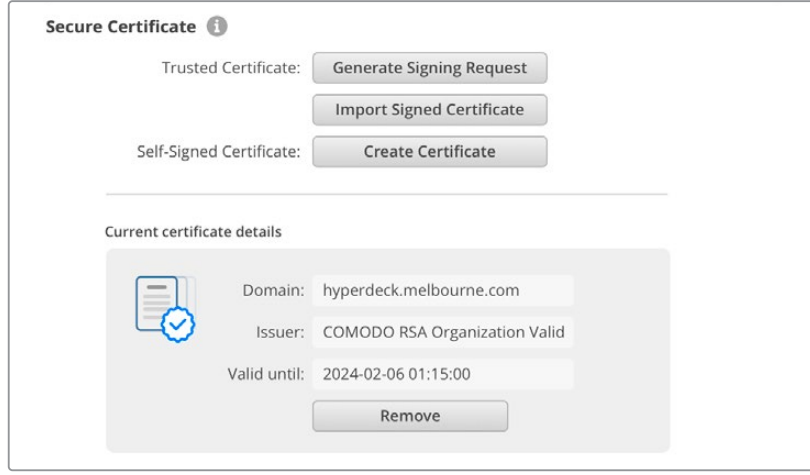 Secure Certificate
Trusted Certificate: Generate Signing Request
Import Signed Certificate
Self-Signed Certificate: Create Certificate
Current certificate details
Domain: hyperdeck.melbourne.com
Issuer: COMODO RSA Organization Valid
Valid until: 2024-02-06 01:15:00
Remove